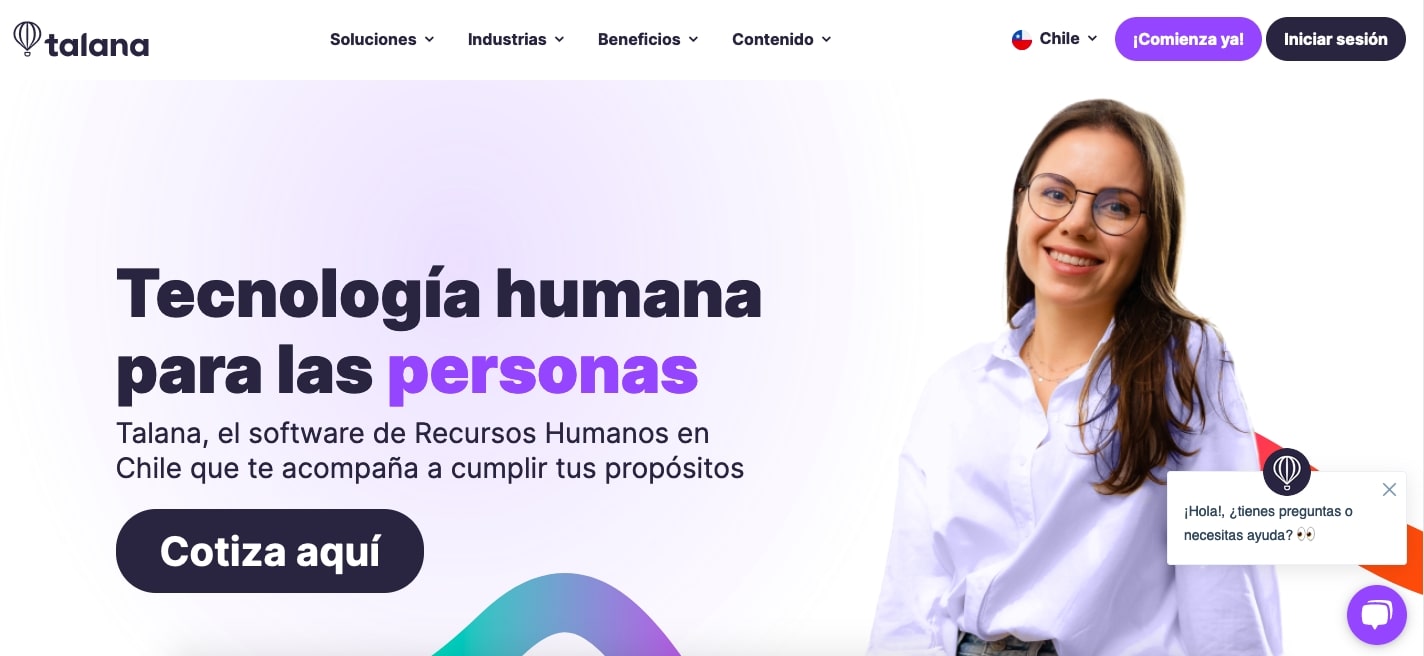 talana
Soluciones
Industrias
Beneficios
Contenido
Chile
¡Comienza ya!
Iniciar sesión
Tecnología humana
para las personas
Talana, el software de Recursos Humanos en
Chile que te acompaña a cumplir tus propósitos
Cotiza aquí
¡Hola!, ¿tienes preguntas o
necesitas ayuda? 👀